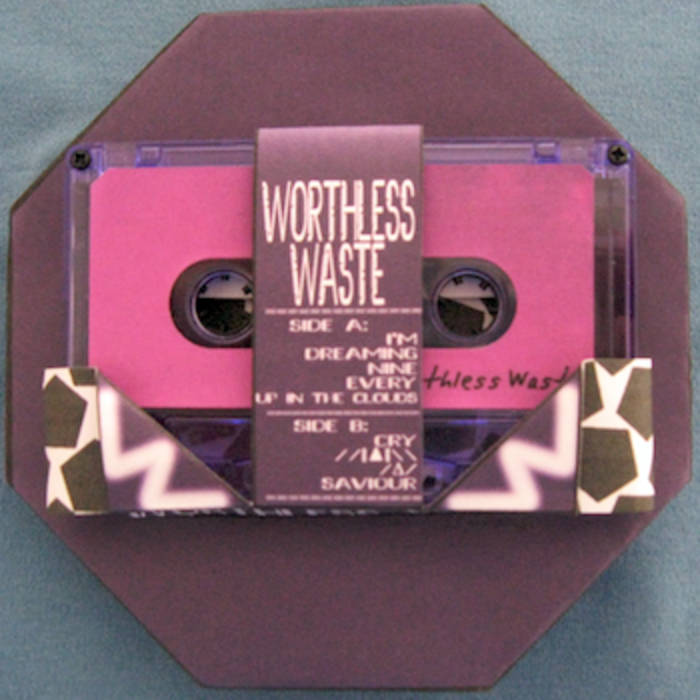 WORTHLESS
WASTE
SIDE A:
I'M
DREAMING
NINE
EVERY
UP IN THE CLOUDS
SIDE B:
CRY
//|▲|\\
/▲/
SAVIOUR
thless Wast